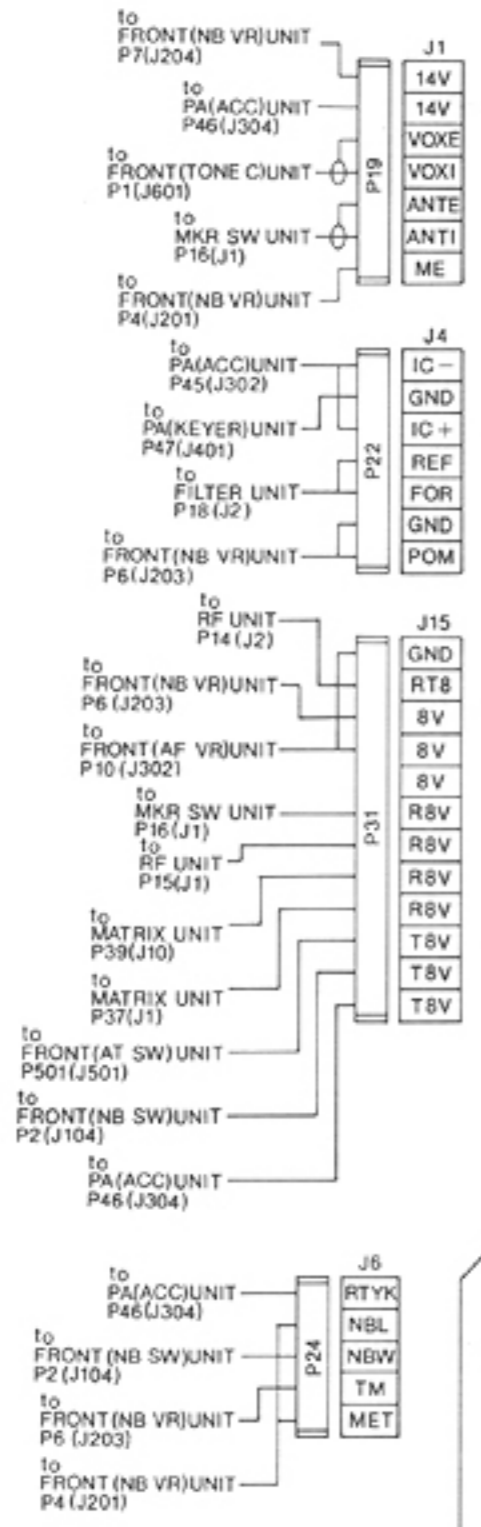 to
FRONT(NB VR)UNIT
P7(J204)
to
PA(ACC)UNIT
P46(J304)
to
FRONT(TONE C)UNIT
P1(J601)
to
MKR SW UNIT
P16(J1)
to
FRONT(NB VR)UNIT
P4(J201)
P19
J1
14V
14V
VOXE
VOXI
ANTE
ANTI
ME
to
PA(ACC)UNIT
P45(J302)
to
PA(KEYER)UNIT
P47(J401)
to
FILTER UNIT
P18(J2)
to
FRONT(NB VR)UNIT
P6(J203)
P22
J4
IC−
GND
IC+
REF
FOR
GND
POM
to
RF UNIT
P14(J2)
to
FRONT(NB VR)UNIT
P6(J203)
to
FRONT(AF VR)UNIT
P10(J302)
to
MKR SW UNIT
P16(J1)
to
RF UNIT
P15(J1)
to
MATRIX UNIT
P39(J10)
to
MATRIX UNIT
P37(J1)
to
FRONT(AT SW)UNIT
P501(J501)
to
FRONT(NB SW)UNIT
P2(J104)
to
PA(ACC)UNIT
P46(J304)
P31
J15
GND
RT8
8V
8V
8V
R8V
R8V
R8V
R8V
T8V
T8V
T8V
to
PA(ACC)UNIT
P46(J304)
to
FRONT(NB SW)UNIT
P2(J104)
to
FRONT(NB VR)UNIT
P6(J203)
to
FRONT(NB VR)UNIT
P4(J201)
P24
J6
RTYK
NBL
NBW
TM
MET